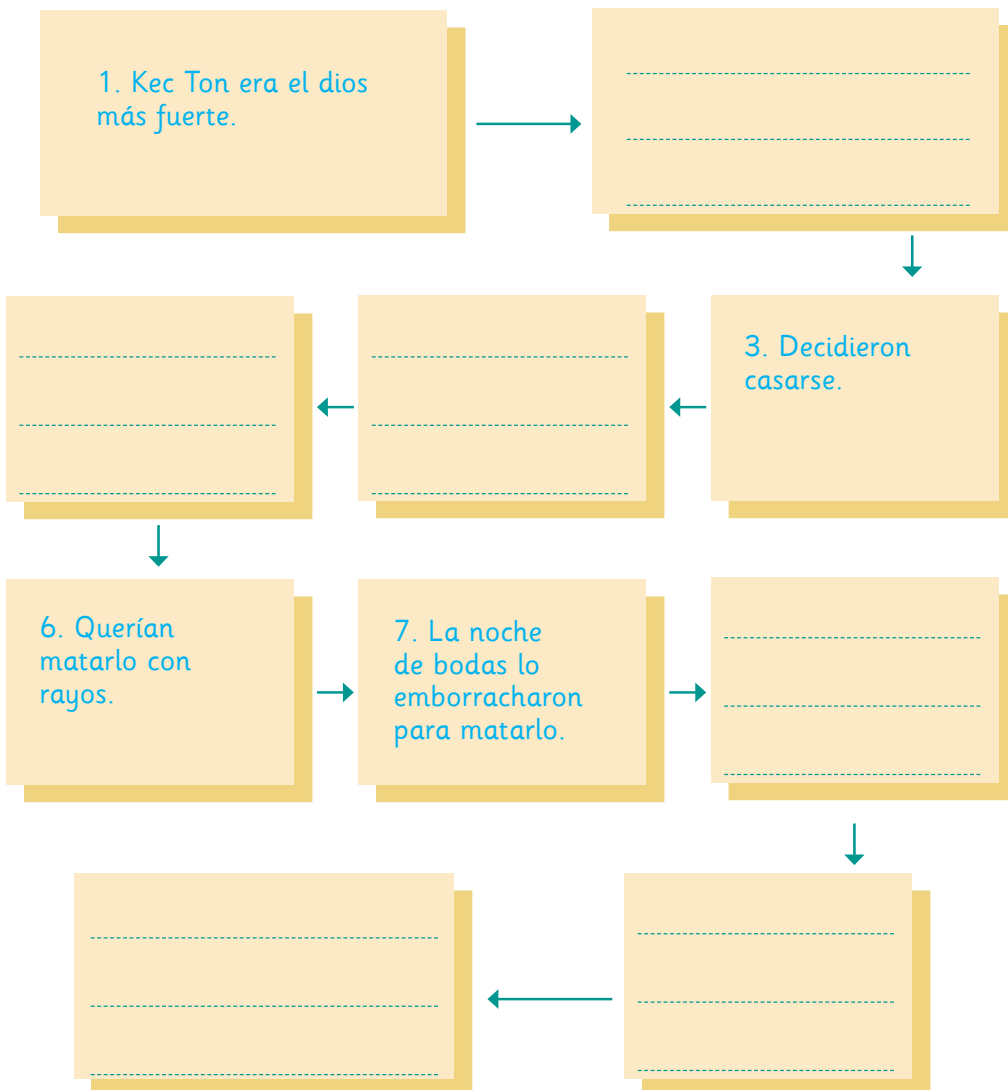 1. Kec Ton era el dios
más fuerte.
3. Decidieron
casarse.
6. Querían
matarlo con
rayos.
7. La noche
de bodas lo
emborracharon
para matarlo.